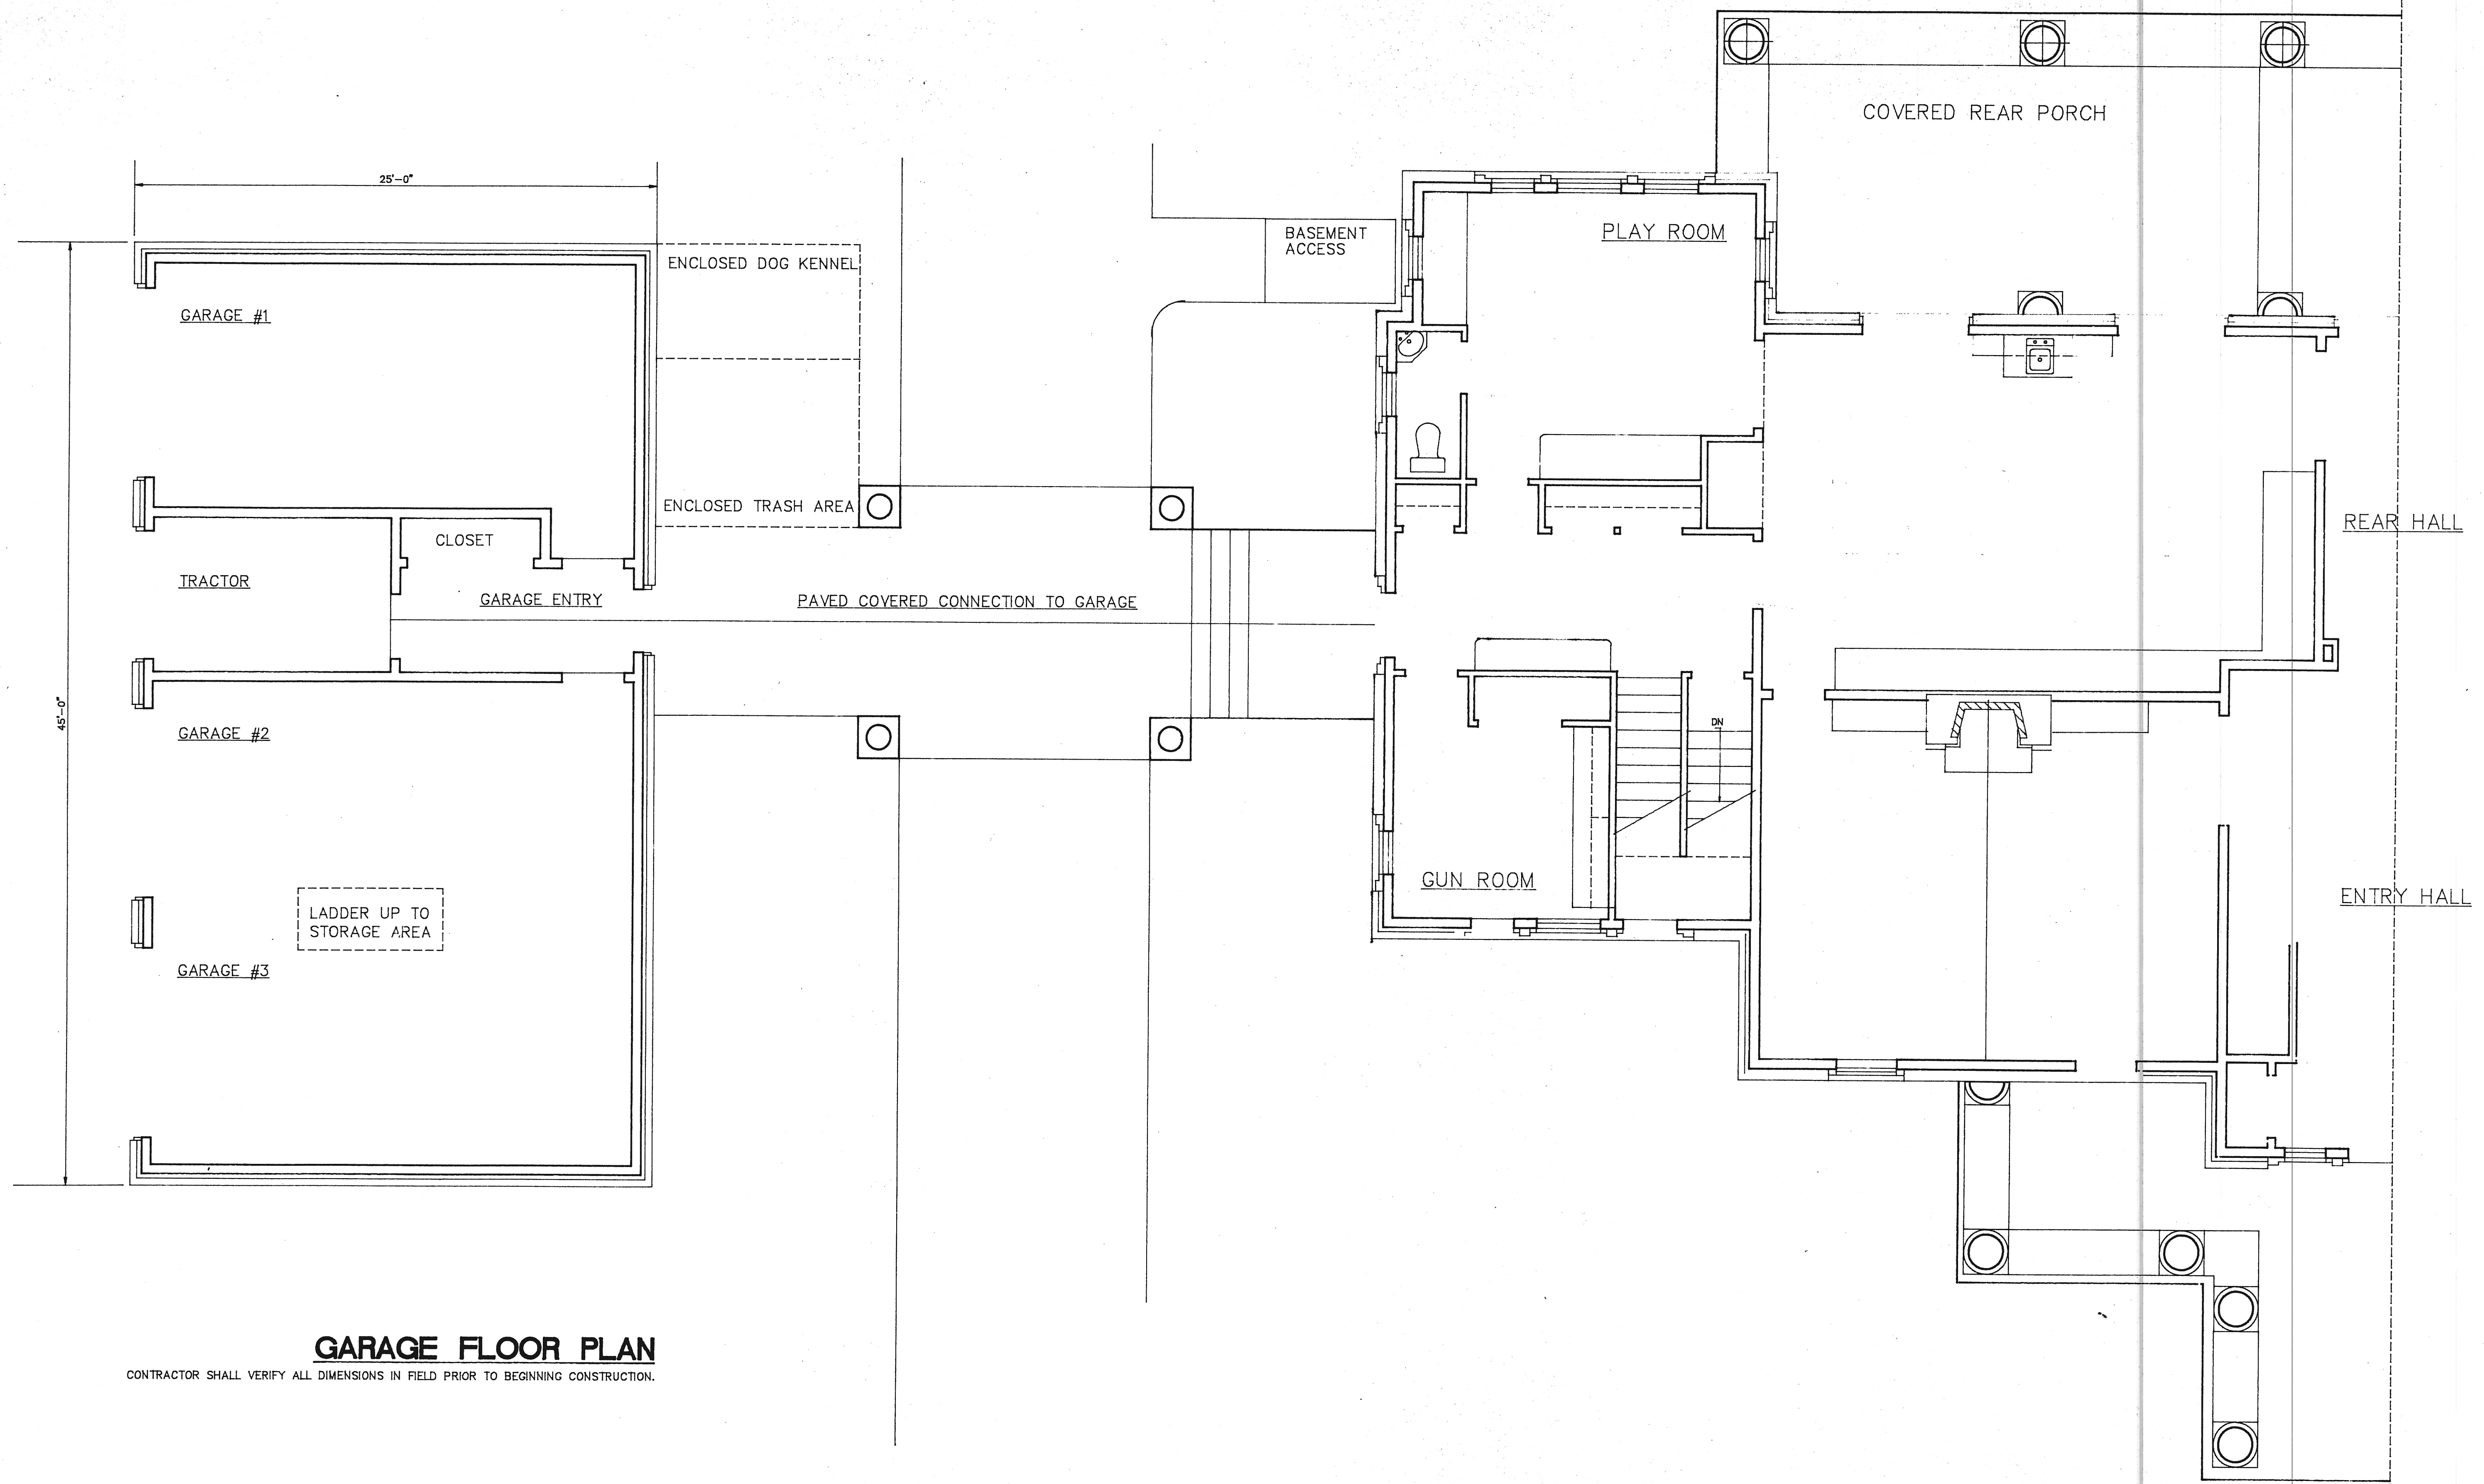 COVERED REAR PORCH
25'-0"
PLAY ROOM
BASEMENT
ACCESS
ENCLOSED DOG KENNEL
GARAGE #1
ENCLOSED TRASH AREA
REAR HALL
CLOSET
TRACTOR
GARAGE ENTRY
PAVED COVERED CONNECTION TO GARAGE
45'-0"
DN
GARAGE #2
GUN ROOM
ENTRY HALL
LADDER UP TO
STORAGE AREA
GARAGE #3
GARAGE FLOOR PLAN
CONTRACTOR SHALL VERIFY ALL DIMENSIONS IN FIELD PRIOR TO BEGINNING CONSTRUCTION.